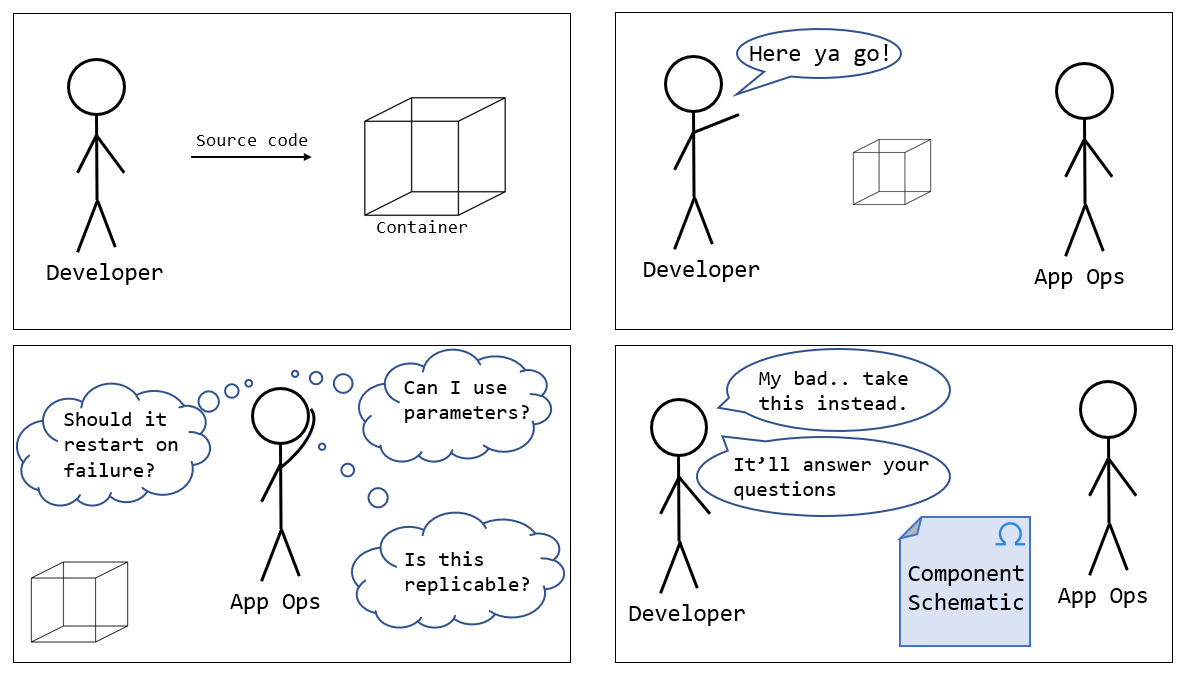 Source code
Container
Developer
Here ya go!
Developer
App Ops
Should it
restart on
failure?
Can I use
parameters?
Is this
replicable?
App Ops
My bad.. take
this instead.
It’ll answer your
questions
Ω
Component
Schematic
Developer
App Ops